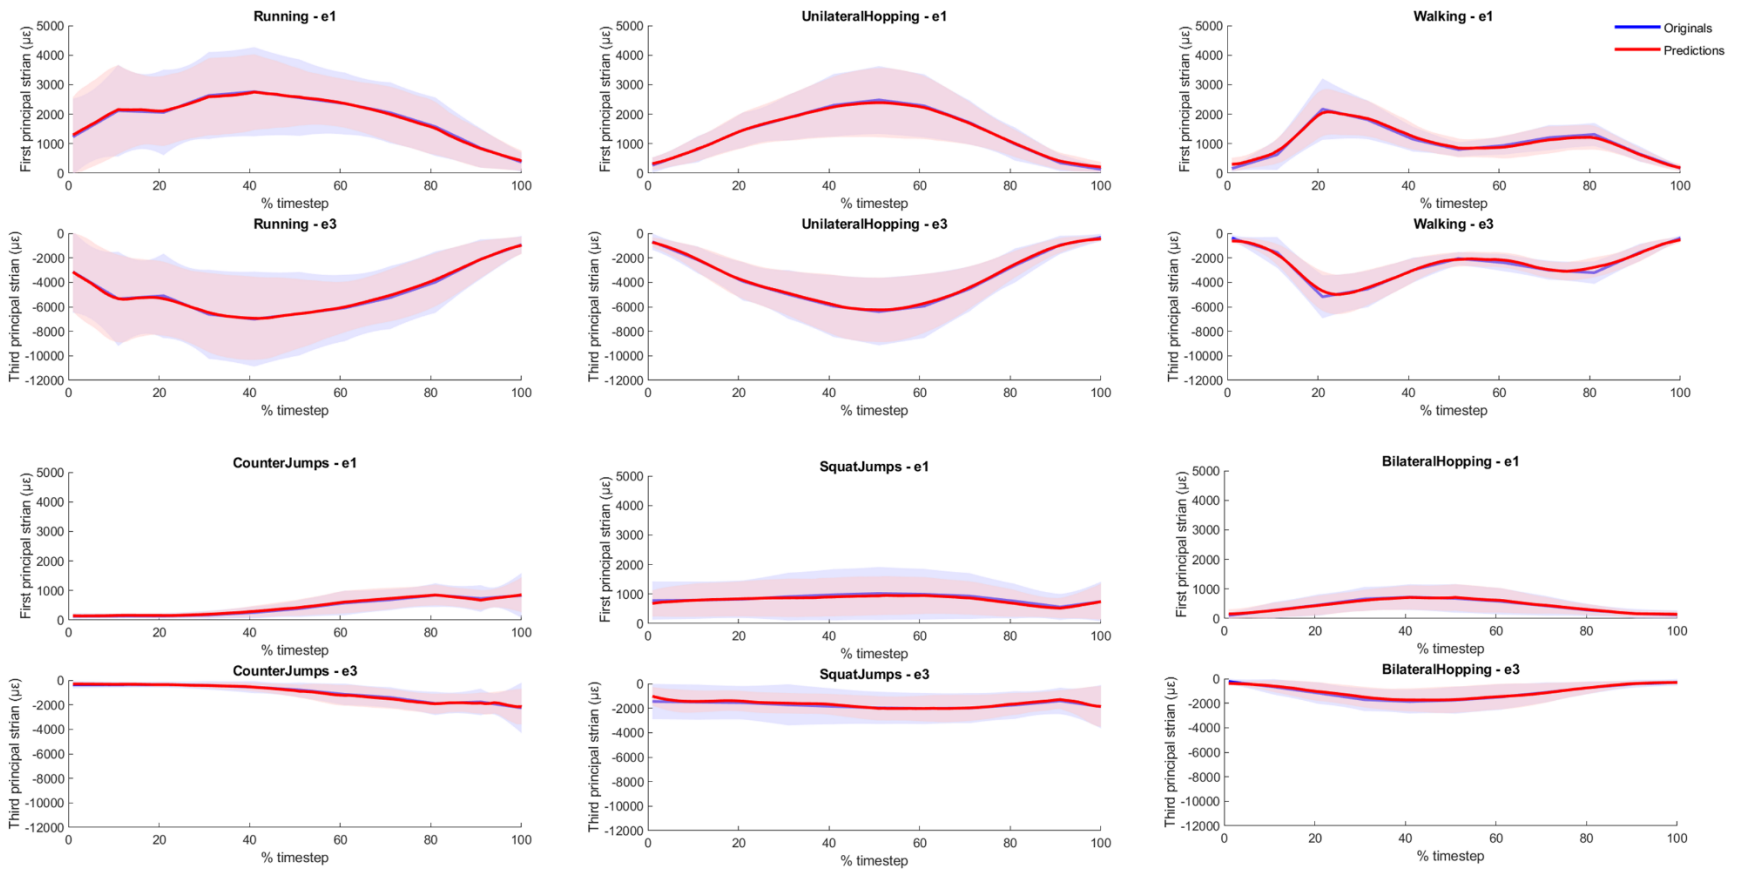 Running - e1
First principal strian (με)
5000
4000
3000
2000
1000
0
0 20 40 60 80 100
% timestep
UnilateralHopping - e1
First principal strian (με)
5000
4000
3000
2000
1000
0
0 20 40 60 80 100
% timestep
Walking - e1
First principal strian (με)
5000
4000
3000
2000
1000
0
0 20 40 60 80 100
% timestep
Originals
Predictions
Running - e3
Third principal strian (με)
0
-2000
-4000
-6000
-8000
-10000
-12000
0 20 40 60 80 100
% timestep
UnilateralHopping - e3
Third principal strian (με)
0
-2000
-4000
-6000
-8000
-10000
-12000
0 20 40 60 80 100
% timestep
Walking - e3
Third principal strian (με)
0
-2000
-4000
-6000
-8000
-10000
-12000
0 20 40 60 80 100
% timestep
CounterJumps - e1
First principal strian (με)
5000
4000
3000
2000
1000
0
0 20 40 60 80 100
% timestep
SquatJumps - e1
First principal strian (με)
5000
4000
3000
2000
1000
0
0 20 40 60 80 100
% timestep
BilateralHopping - e1
First principal strian (με)
5000
4000
3000
2000
1000
0
0 20 40 60 80 100
% timestep
CounterJumps - e3
Third principal strian (με)
0
-2000
-4000
-6000
-8000
-10000
-12000
0 20 40 60 80 100
% timestep
SquatJumps - e3
Third principal strian (με)
0
-2000
-4000
-6000
-8000
-10000
-12000
0 20 40 60 80 100
% timestep
BilateralHopping - e3
Third principal strian (με)
0
-2000
-4000
-6000
-8000
-10000
-12000
0 20 40 60 80 100
% timestep